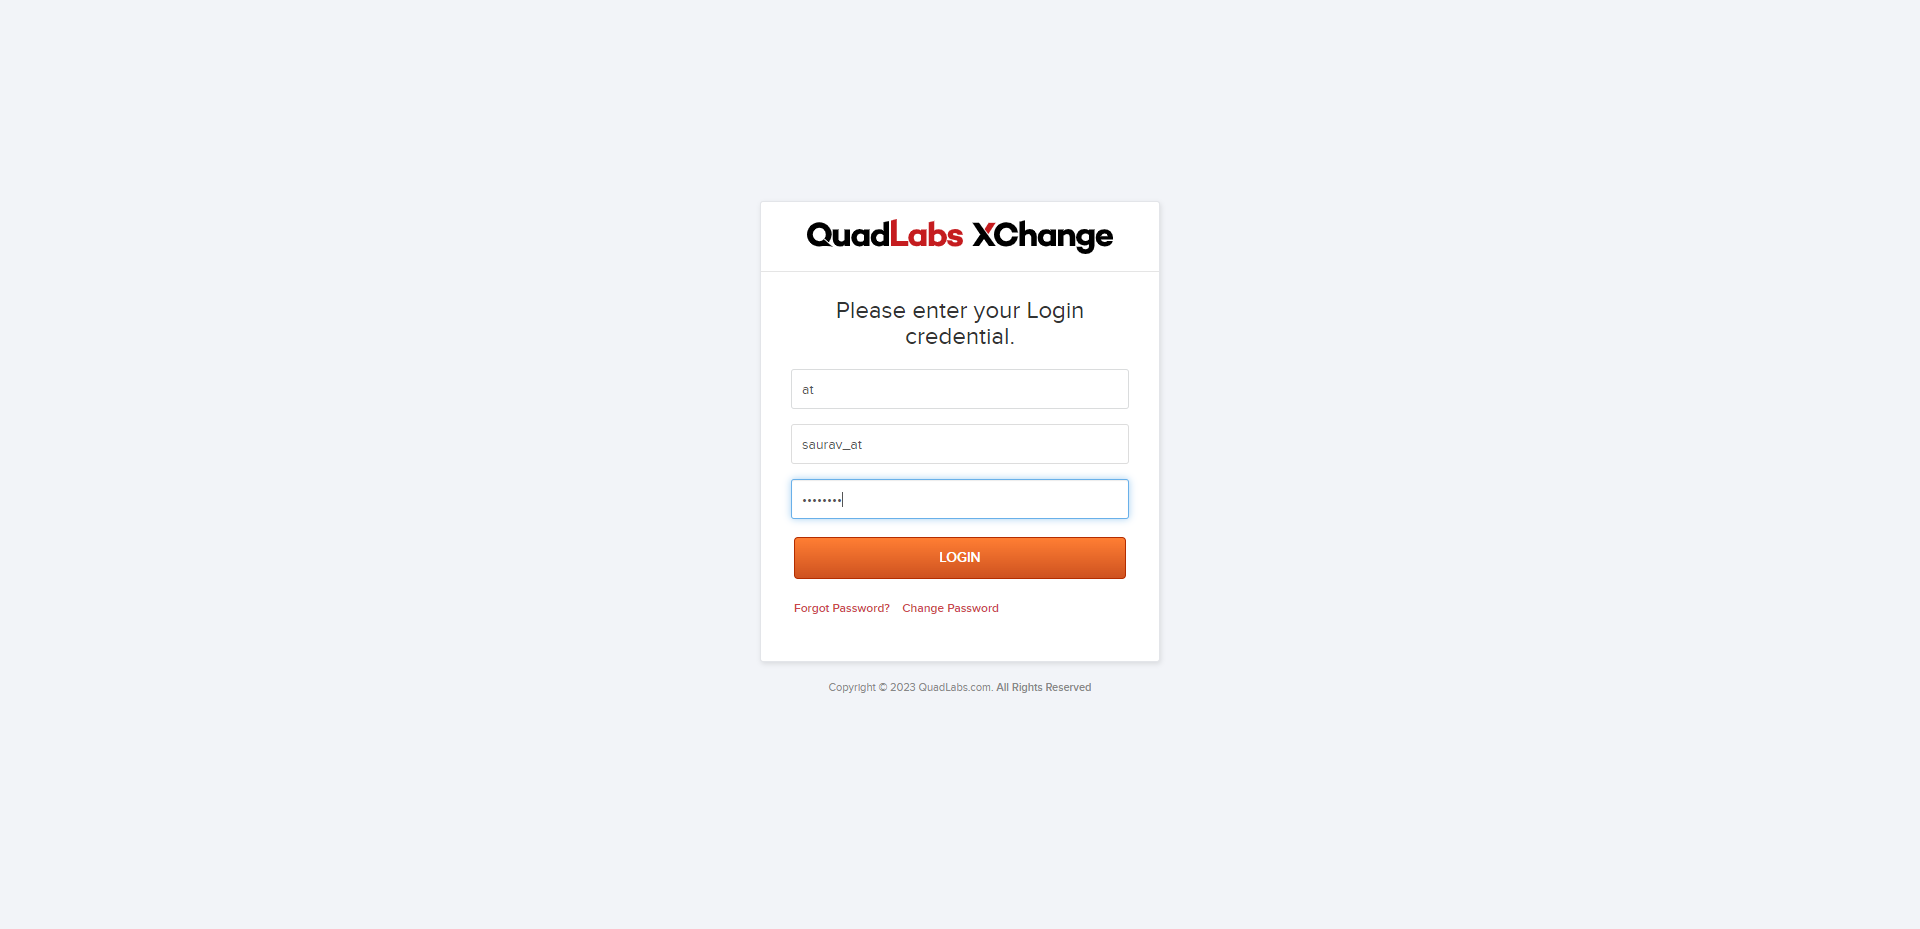 QuadLabs XChange
Please enter your Login
credential.
at
saurav_at
••••••••
LOGIN
Forgot Password? Change Password
Copyright © 2023 QuadLabs.com. All Rights Reserved